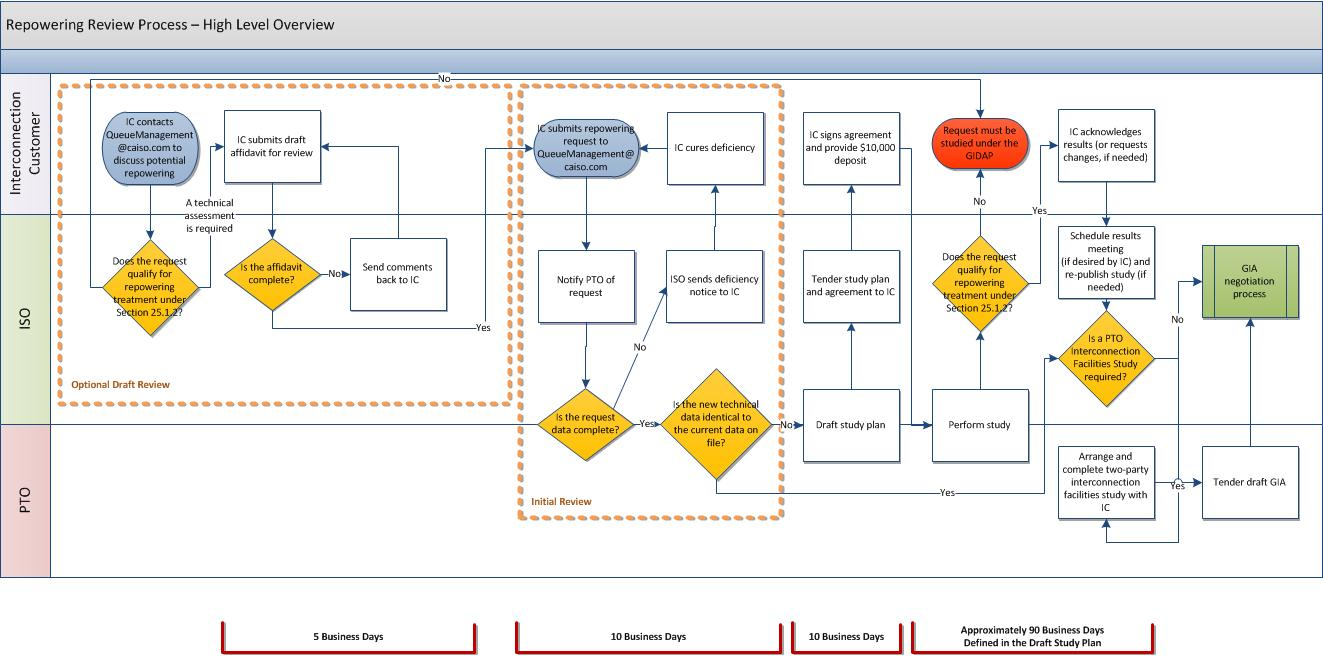 Repowering Review Process – High Level Overview
Interconnection
Customer
ISO
PTO
No
IC contacts
QueueManagement
@caiso.com to
discuss potential
repowering
IC submits draft
affidavit for review
A technical
assessment
is required
Does the request
qualify for
repowering
treatment under
Section 25.1.2?
Is the affidavit
complete?
No
Send comments
back to IC
Yes
Optional Draft Review
IC submits repowering
request to
QueueManagement@
caiso.com
IC cures deficiency
Notify PTO of
request
ISO sends deficiency
notice to IC
No
Is the request
data complete?
Yes
Is the new technical
data identical to
the current data on
file?
No
Yes
Initial Review
IC signs agreement
and provide $10,000
deposit
Tender study plan
and agreement to IC
Draft study plan
Request must be
studied under the
GIDAP
No
Does the request
qualify for
repowering
treatment under
Section 25.1.2?
Yes
Perform study
IC acknowledges
results (or requests
changes, if needed)
Schedule results
meeting
(if desired by IC) and
re-publish study (if
needed)
Is a PTO
Interconnection
Facilities Study
required?
No
Yes
Arrange and
complete two-party
interconnection
facilities study with
IC
Tender draft GIA
GIA
negotiation
process
5 Business Days
10 Business Days
10 Business Days
Approximately 90 Business Days
Defined in the Draft Study Plan